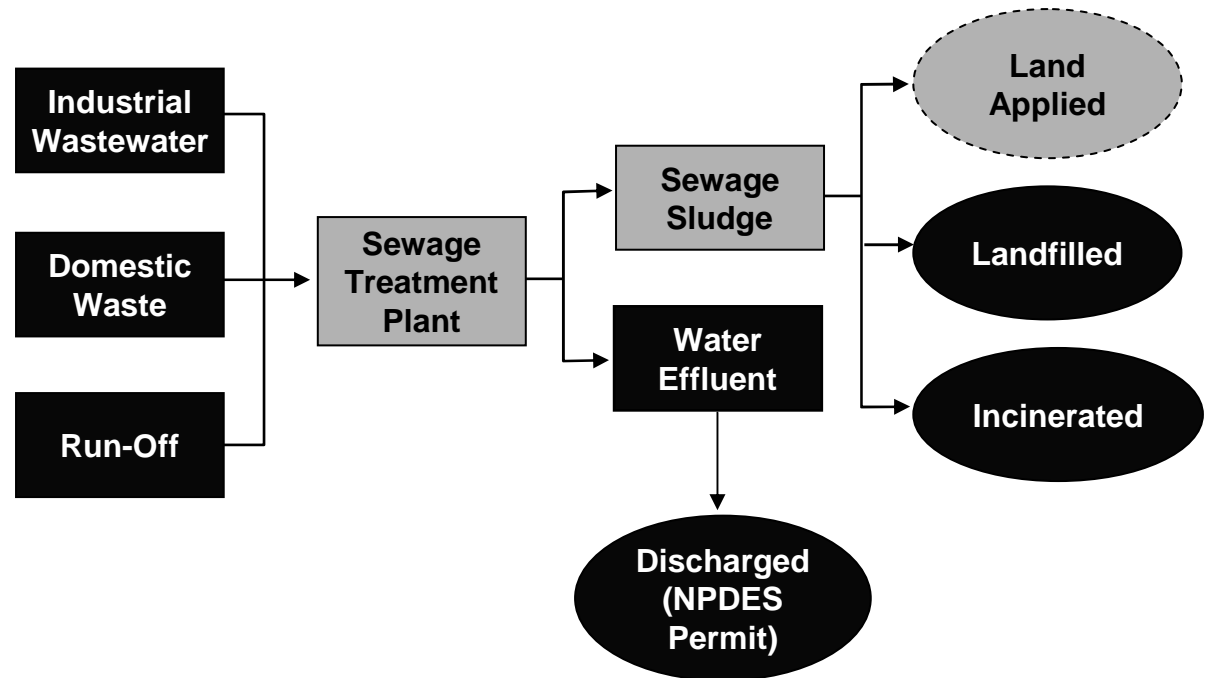 Industrial
Wastewater
Domestic
Waste
Run-Off
Sewage
Treatment
Plant
Sewage
Sludge
Water
Effluent
Discharged
(NPDES
Permit)
Land
Applied
Landfilled
Incinerated